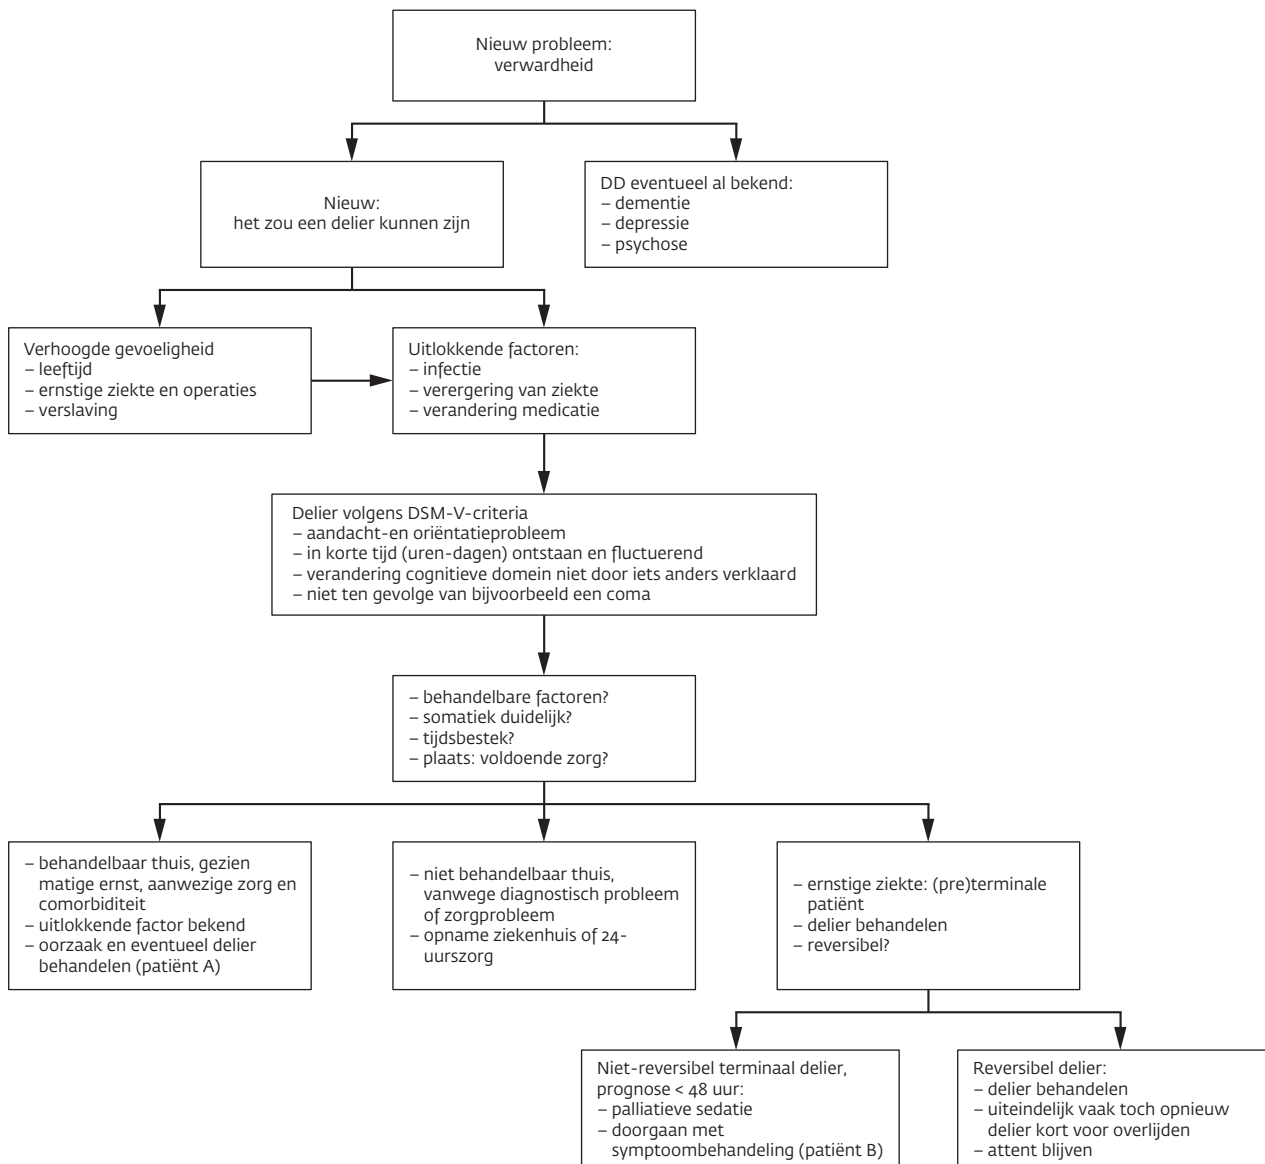 Nieuw probleem:
verwardheid
Nieuw:
het zou een delier kunnen zijn
DD eventueel al bekend:
– dementie
– depressie
– psychose
Verhoogde gevoeligheid
– leeftijd
– ernstige ziekte en operaties
– verslaving
Uitlokkende factoren:
– infectie
– verergering van ziekte
– verandering medicatie
Delier volgens DSM-V-criteria
– aandacht-en oriëntatieprobleem
– in korte tijd (uren-dagen) ontstaan en fluctuerend
– verandering cognitieve domein niet door iets anders verklaard
– niet ten gevolge van bijvoorbeeld een coma
– behandelbare factoren?
– somatiek duidelijk?
– tijdsbestek?
– plaats: voldoende zorg?
– behandelbaar thuis, gezien
matige ernst, aanwezige zorg en
comorbiditeit
– uitlokkende factor bekend
– oorzaak en eventueel delier
behandelen (patiënt A)
– niet behandelbaar thuis,
vanwege diagnostisch probleem
of zorgprobleem
– opname ziekenhuis of 24-
uurszorg
– ernstige ziekte: (pre)terminale
patiënt
– delier behandelen
– reversibel?
Niet-reversibel terminaal delier,
prognose < 48 uur:
– palliatieve sedatie
– doorgaan met
symptoombehandeling (patiënt B)
Reversibel delier:
– delier behandelen
– uiteindelijk vaak toch opnieuw
delier kort voor overlijden
– attent blijven